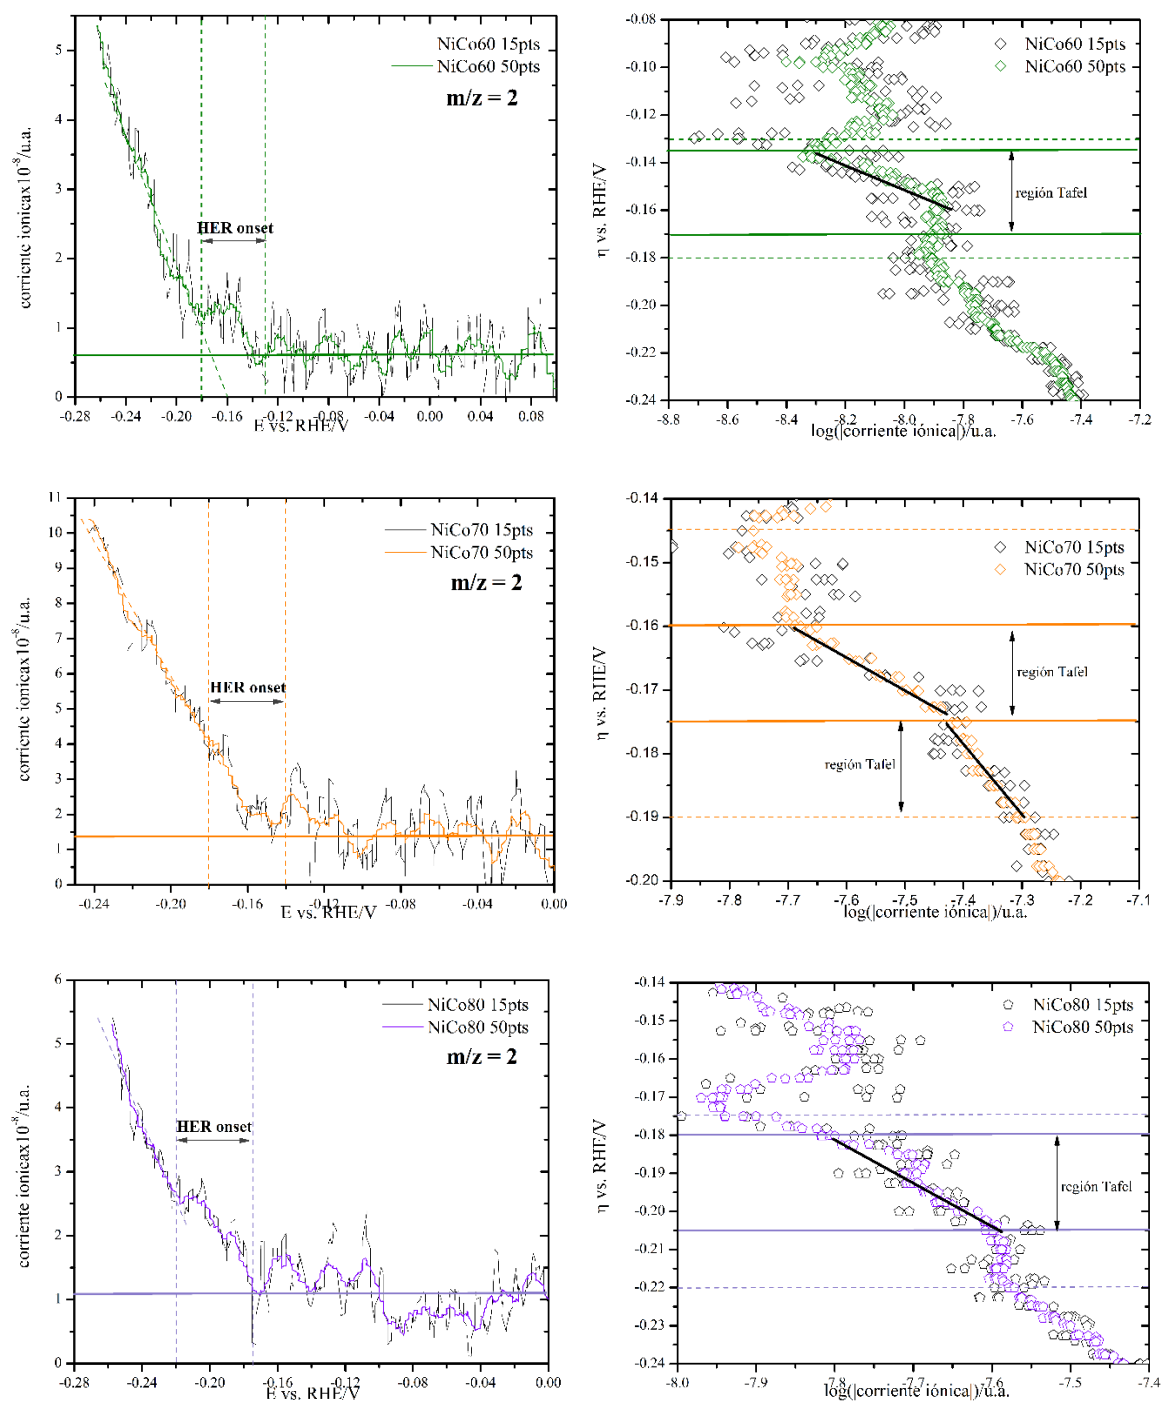 NiCo60 15pts
NiCo60 50pts
m/z = 2
HER onset
corriente ionicax10⁻⁸/u.a.
5
4
3
2
1
0
-0.28 -0.24 -0.20 -0.16 -0.12 -0.08 -0.04 0.00 0.04 0.08
E vs. RHE/V
NiCo60 15pts
NiCo60 50pts
región Tafel
η vs. RHE/V
-0.08
-0.10
-0.12
-0.14
-0.16
-0.18
-0.20
-0.22
-0.24
-8.8 -8.6 -8.4 -8.2 -8.0 -7.8 -7.6 -7.4 -7.2
log(|corriente iónica|)/u.a.
NiCo70 15pts
NiCo70 50pts
m/z = 2
HER onset
corriente ionicax10⁻⁸/u.a.
11
10
9
8
7
6
5
4
3
2
1
0
-0.24 -0.20 -0.16 -0.12 -0.08 -0.04 0.00
E vs. RHE/V
NiCo70 15pts
NiCo70 50pts
región Tafel
región Tafel
η vs. RHE/V
-0.14
-0.15
-0.16
-0.17
-0.18
-0.19
-0.20
-7.9 -7.8 -7.7 -7.6 -7.5 -7.4 -7.3 -7.2 -7.1
log(|corriente iónica|)/u.a.
NiCo80 15pts
NiCo80 50pts
m/z = 2
HER onset
corriente ionicax10⁻⁸/u.a.
6
5
4
3
2
1
0
-0.28 -0.24 -0.20 -0.16 -0.12 -0.08 -0.04 0.00
E vs. RHE/V
NiCo80 15pts
NiCo80 50pts
región Tafel
η vs. RHE/V
-0.14
-0.15
-0.16
-0.17
-0.18
-0.19
-0.20
-0.21
-0.22
-0.23
-0.24
-8.0 -7.9 -7.8 -7.7 -7.6 -7.5 -7.4
log(|corriente iónica|)/u.a.